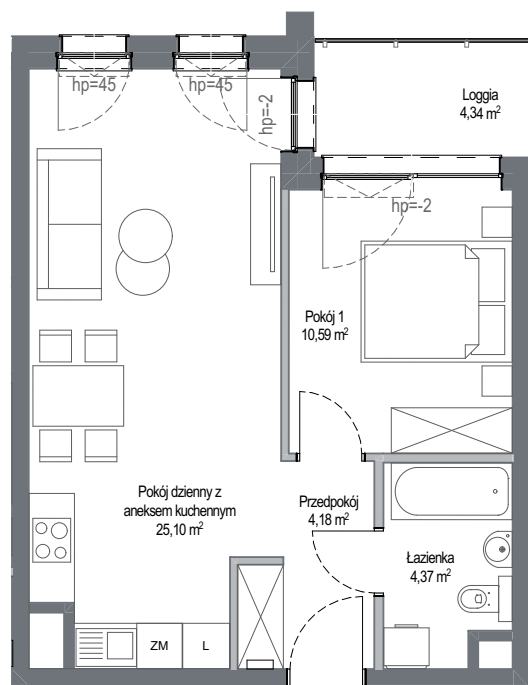 hp=45
hp=45
hp=-2
Loggia
4,34 m²
hp=-2
Pokój 1
10,59 m²
Pokój dzienny z
aneksem kuchennym
25,10 m²
Przedpokój
4,18 m²
Łazienka
4,37 m²
ZM
L